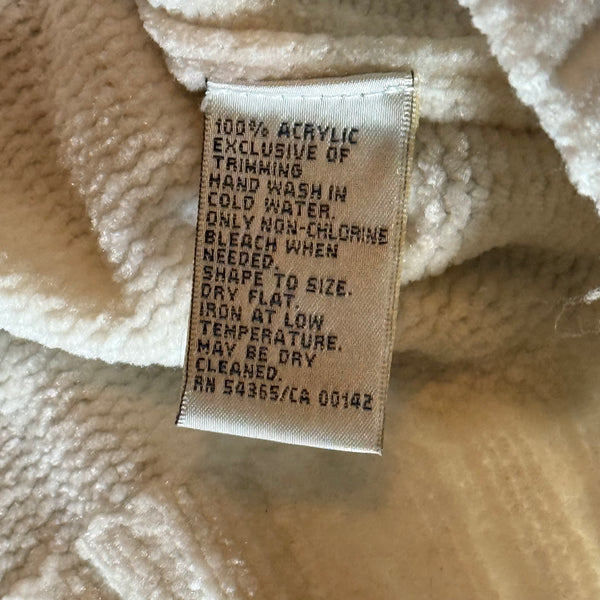 100% ACRYLIC
EXCLUSIVE OF
TRIMMING
HAND WASH IN
COLD WATER.
ONLY NON-CHLORINE
BLEACH WHEN
NEEDED.
SHAPE TO SIZE.
DRY FLAT.
IRON AT LOW
TEMPERATURE.
MAY BE DRY
CLEANED.
RN 54365/CA 00142